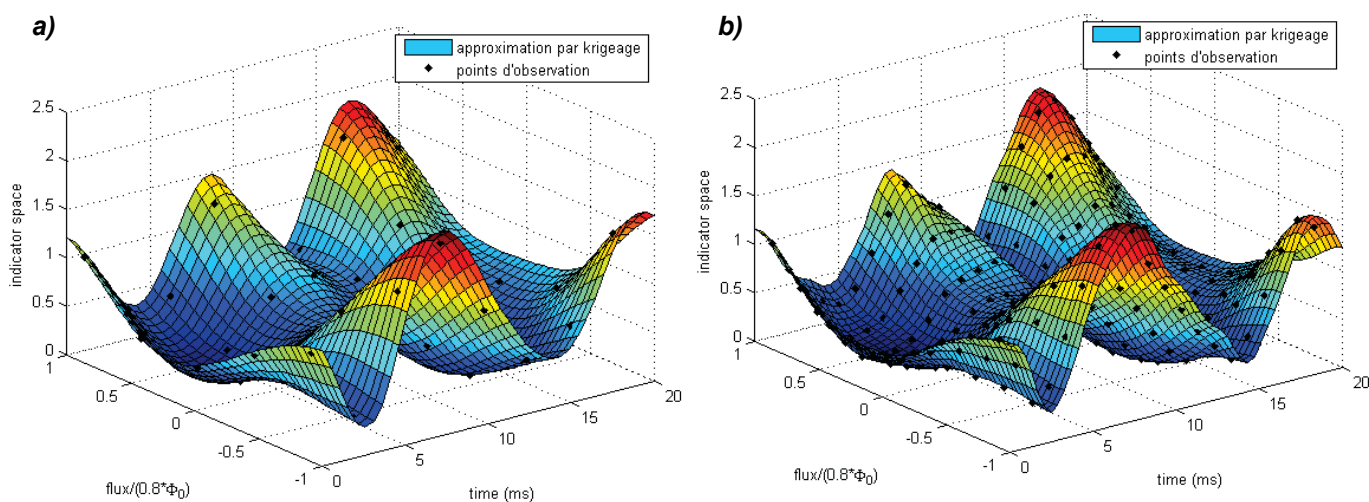 a)
approximation par krigeage
points d'observation
2.5
2
1.5
1
0.5
0
indicator space
1
0.5
0
-0.5
-1
flux/(0.8*Φ0)
0
5
10
15
20
time (ms)
b)
approximation par krigeage
points d'observation
2.5
2
1.5
1
0.5
0
indicator space
1
0.5
0
-0.5
-1
flux/(0.8*Φ0)
0
5
10
15
20
time (ms)